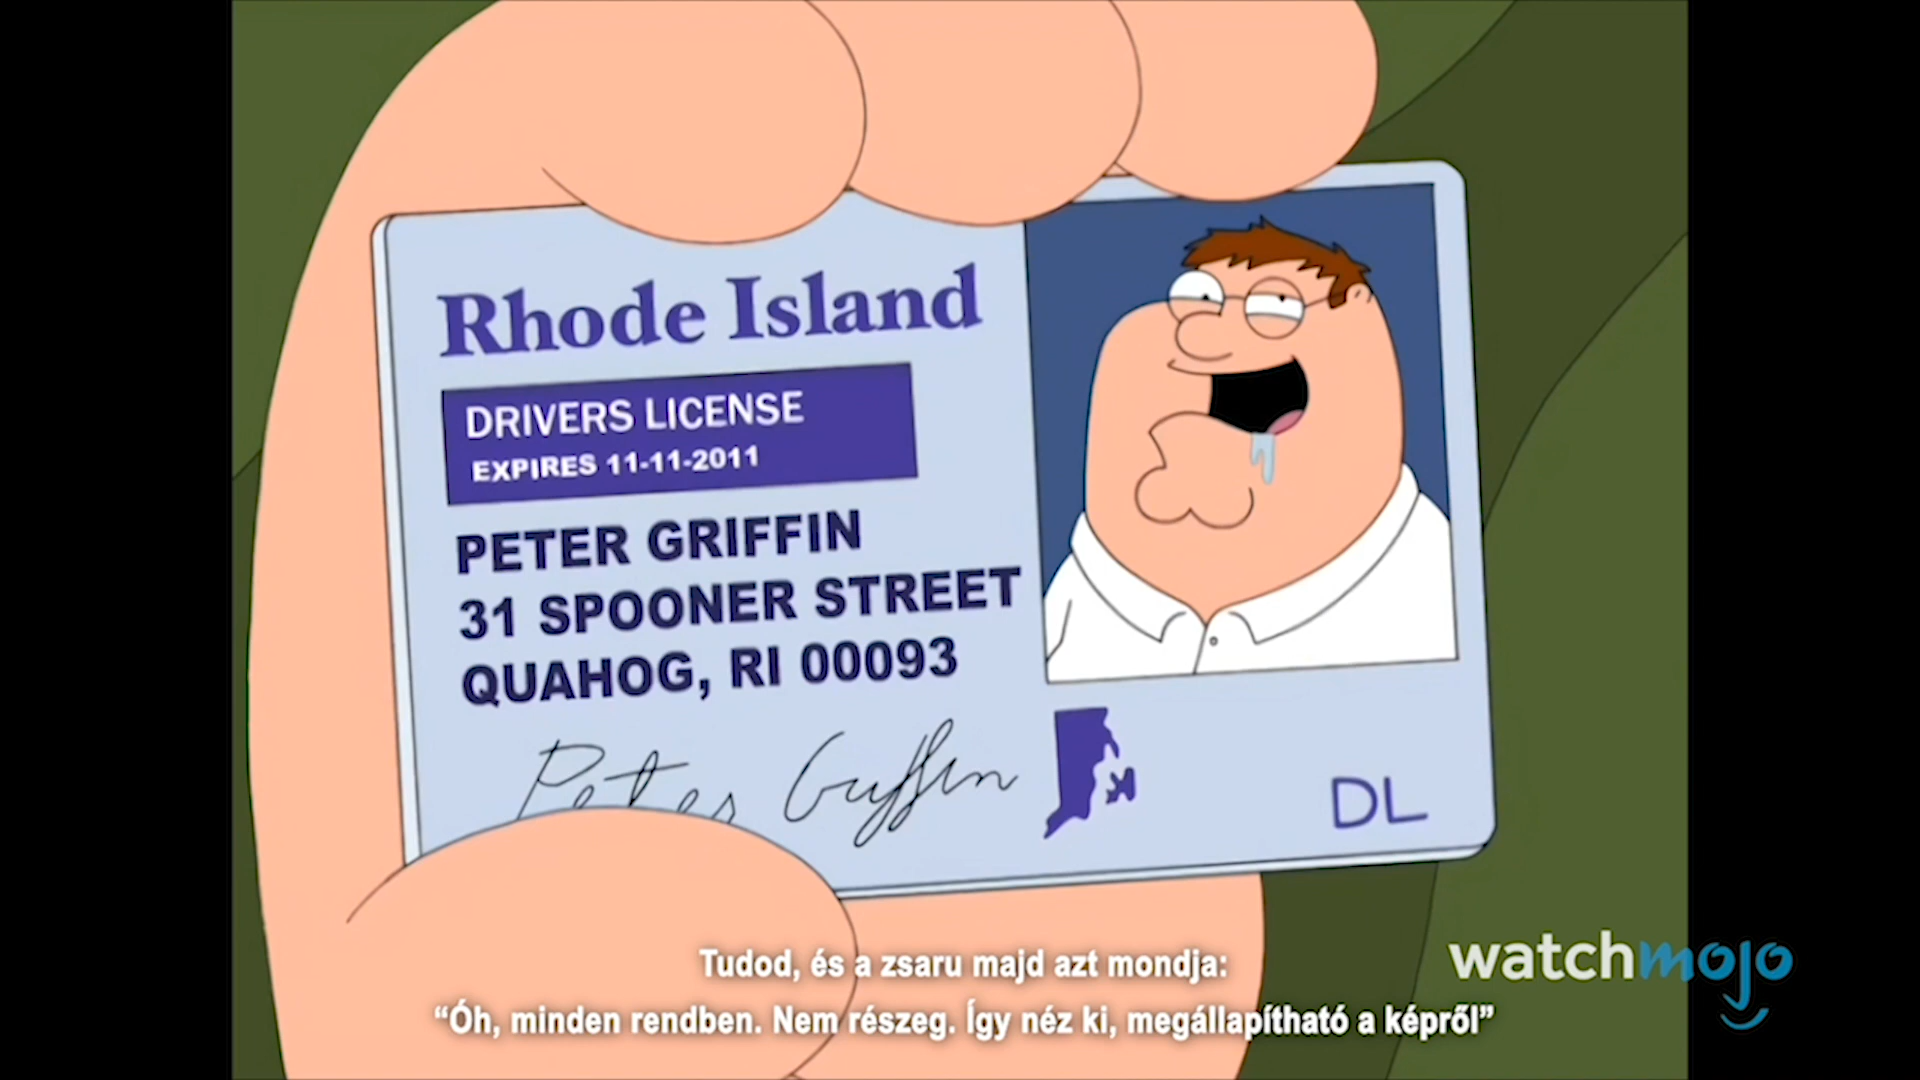 Rhode Island
DRIVERS LICENSE
EXPIRES 11-11-2011
PETER GRIFFIN
31 SPOONER STREET
QUAHOG, RI 00093
Peter Griffin
DL
Tudod, és a zsaru majd azt mondja:
“Óh, minden rendben. Nem részeg. Így néz ki, megállapítható a képről”
watchmojo